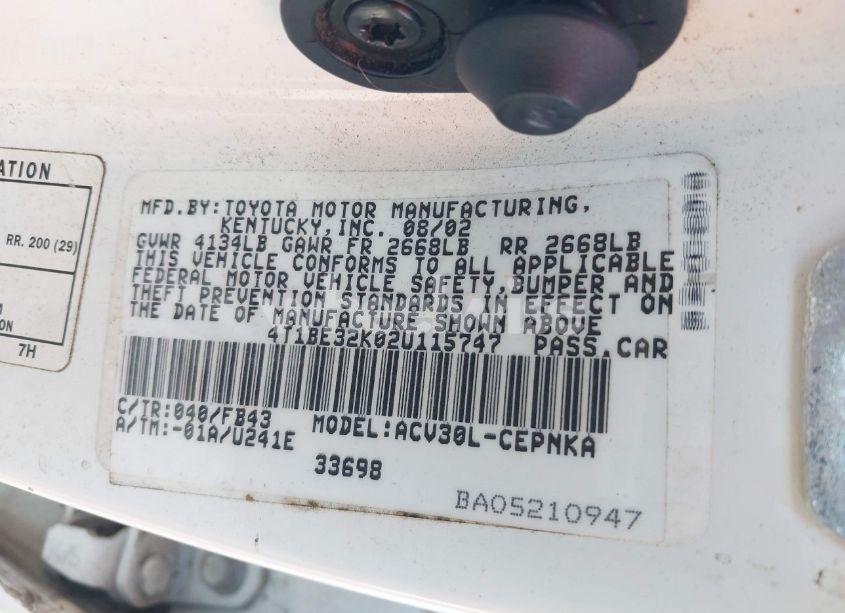 ATION
RR. 200 (29)
ON
7H
MFD.BY:TOYOTA MOTOR MANUFACTURING,
KENTUCKY,INC. 08/02
GVWR 4134LB GAWR FR 2668LB RR 2668LB
THIS VEHICLE CONFORMS TO ALL APPLICABLE
FEDERAL MOTOR VEHICLE SAFETY,BUMPER AND
THEFT PREVENTION STANDARDS IN EFFECT ON
THE DATE OF MANUFACTURE SHOWN ABOVE
4T1BE32K02U115747 PASS.CAR
C/TR:040/FB43 MODEL:ACV30L-CEPNKA
A/TM:-01A/U241E
33698
BA05210947